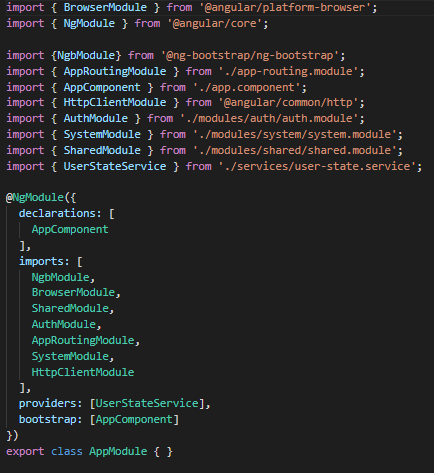 import { BrowserModule } from '@angular/platform-browser';
import { NgModule } from '@angular/core';
import {NgbModule} from '@ng-bootstrap/ng-bootstrap';
import { AppRoutingModule } from './app-routing.module';
import { AppComponent } from './app.component';
import { HttpClientModule } from '@angular/common/http';
import { AuthModule } from './modules/auth/auth.module';
import { SystemModule } from './modules/system/system.module';
import { SharedModule } from './modules/shared/shared.module';
import { UserStateService } from './services/user-state.service';
@NgModule({
  declarations: [
    AppComponent
  ],
  imports: [
    NgbModule,
    BrowserModule,
    SharedModule,
    AuthModule,
    AppRoutingModule,
    SystemModule,
    HttpClientModule
  ],
  providers: [UserStateService],
  bootstrap: [AppComponent]
})
export class AppModule { }